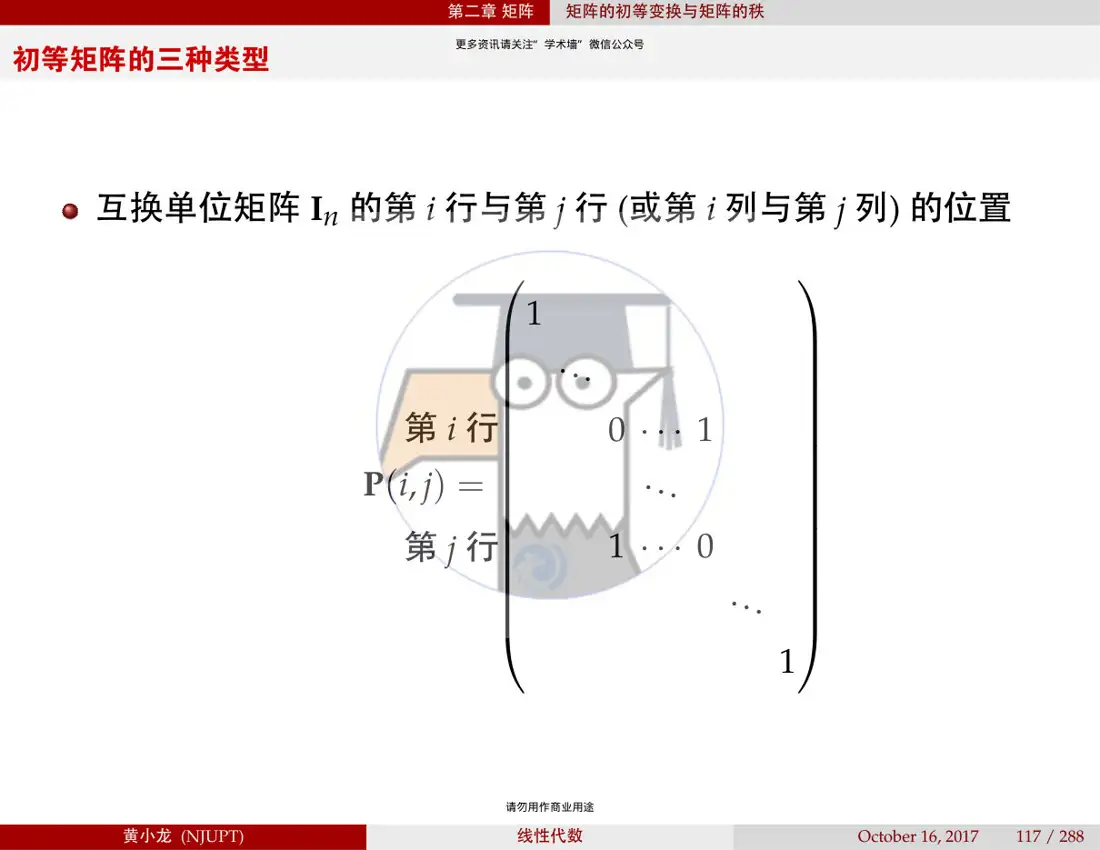 第二章 矩阵 矩阵的初等变换与矩阵的秩
更多资讯请关注“学术墙”微信公众号
初等矩阵的三种类型
互换单位矩阵 Iₙ 的第 i 行与第 j 行 (或第 i 列与第 j 列) 的位置
1
⋱
第 i 行 0 ⋯ 1
P(i, j) = ⋱
第 j 行 1 ⋯ 0
⋱
1
请勿用作商业用途
黄小龙 (NJUPT) 线性代数 October 16, 2017 117 / 288